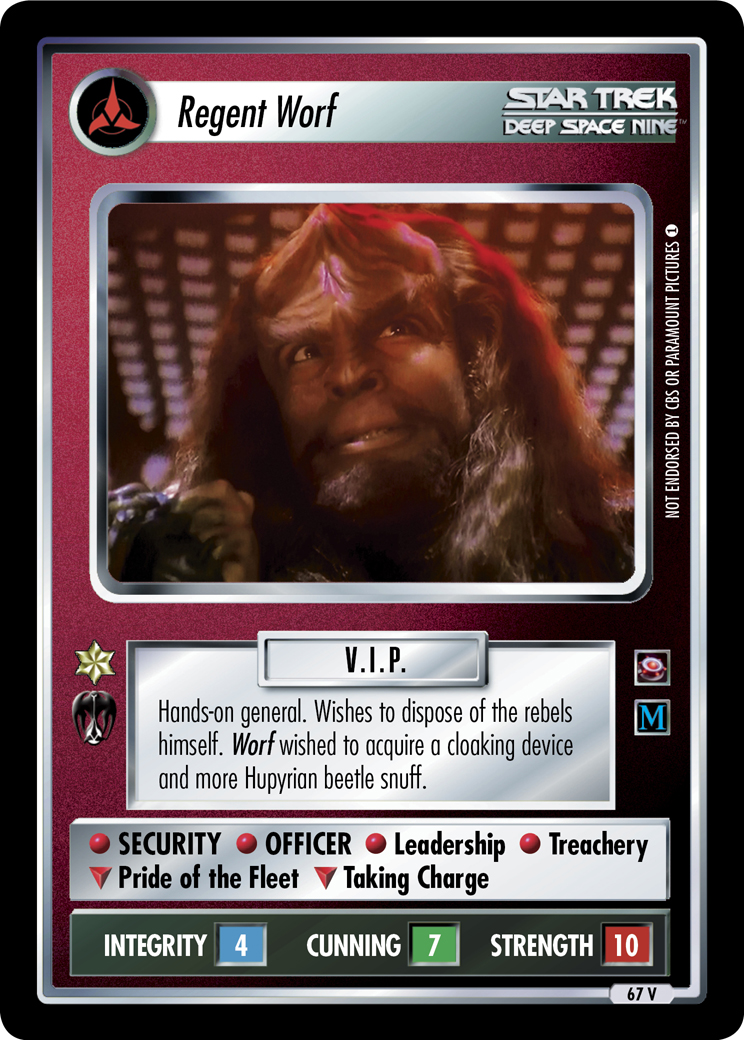 Regent Worf
STAR TREK
DEEP SPACE NINE™
NOT ENDORSED BY CBS OR PARAMOUNT PICTURES 1
V.I.P.
Hands-on general. Wishes to dispose of the rebels
himself. Worf wished to acquire a cloaking device
and more Hupyrian beetle snuff.
M
SECURITY OFFICER Leadership Treachery
Pride of the Fleet Taking Charge
INTEGRITY 4 CUNNING 7 STRENGTH 10
67 V